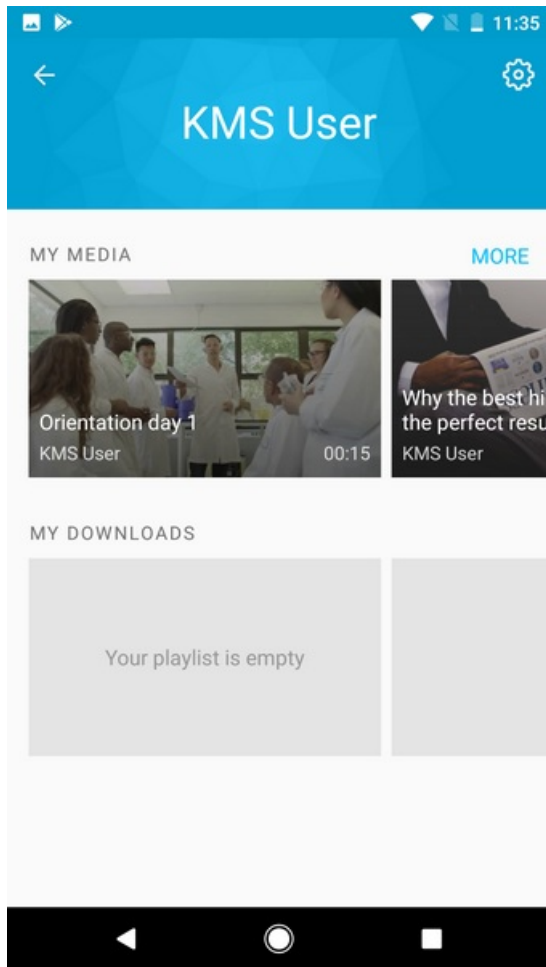 11:35
KMS User
MY MEDIA
MORE
Orientation day 1
KMS User
00:15
Why the best hi
the perfect resu
KMS User
MY DOWNLOADS
Your playlist is empty